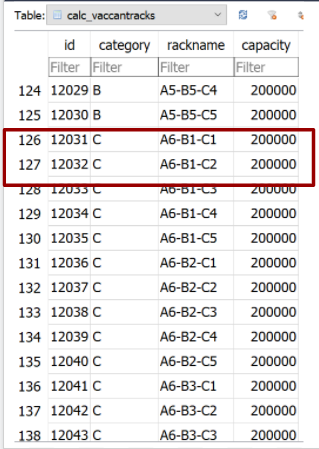 Table: calc_vaccantracks
id category rackname capacity
Filter Filter Filter Filter
124 12029 B A5-B5-C4 200000
125 12030 B A5-B5-C5 200000
126 12031 C A6-B1-C1 200000
127 12032 C A6-B1-C2 200000
128 12033 C A6-B1-C3 200000
129 12034 C A6-B1-C4 200000
130 12035 C A6-B1-C5 200000
131 12036 C A6-B2-C1 200000
132 12037 C A6-B2-C2 200000
133 12038 C A6-B2-C3 200000
134 12039 C A6-B2-C4 200000
135 12040 C A6-B2-C5 200000
136 12041 C A6-B3-C1 200000
137 12042 C A6-B3-C2 200000
138 12043 C A6-B3-C3 200000